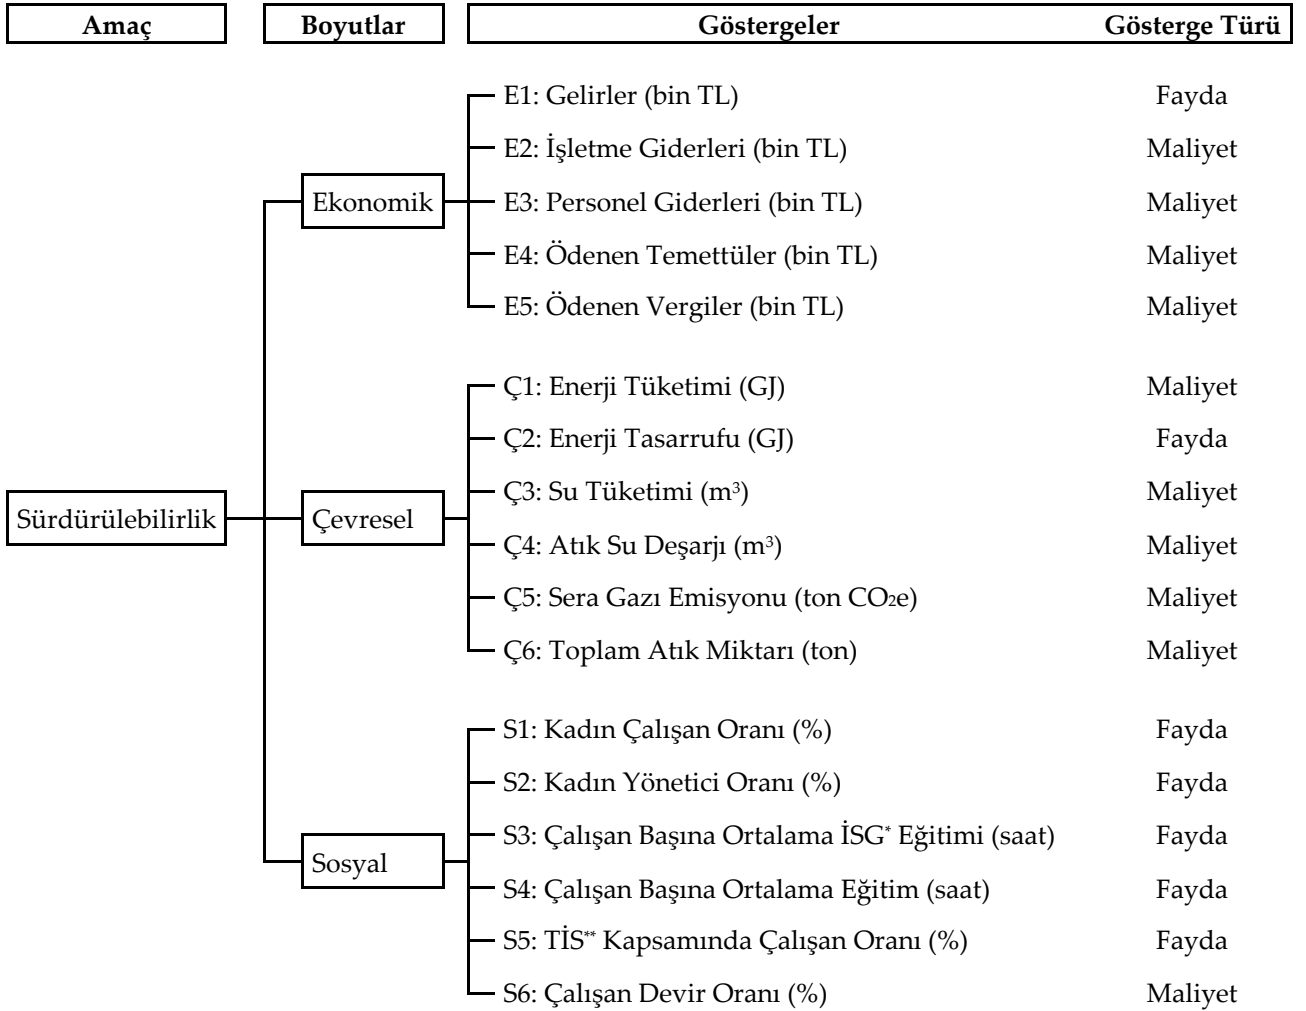 Amaç Boyutlar Göstergeler Gösterge Türü
E1: Gelirler (bin TL) Fayda
E2: İşletme Giderleri (bin TL) Maliyet
Ekonomik E3: Personel Giderleri (bin TL) Maliyet
E4: Ödenen Temettüler (bin TL) Maliyet
E5: Ödenen Vergiler (bin TL) Maliyet
Ç1: Enerji Tüketimi (GJ) Maliyet
Ç2: Enerji Tasarrufu (GJ) Fayda
Ç3: Su Tüketimi (m³) Maliyet
Sürdürülebilirlik Çevresel
Ç4: Atık Su Deşarjı (m³) Maliyet
Ç5: Sera Gazı Emisyonu (ton CO₂e) Maliyet
Ç6: Toplam Atık Miktarı (ton) Maliyet
S1: Kadın Çalışan Oranı (%) Fayda
S2: Kadın Yönetici Oranı (%) Fayda
S3: Çalışan Başına Ortalama İSG* Eğitimi (saat) Fayda
Sosyal
S4: Çalışan Başına Ortalama Eğitim (saat) Fayda
S5: TİS** Kapsamında Çalışan Oranı (%) Fayda
S6: Çalışan Devir Oranı (%) Maliyet